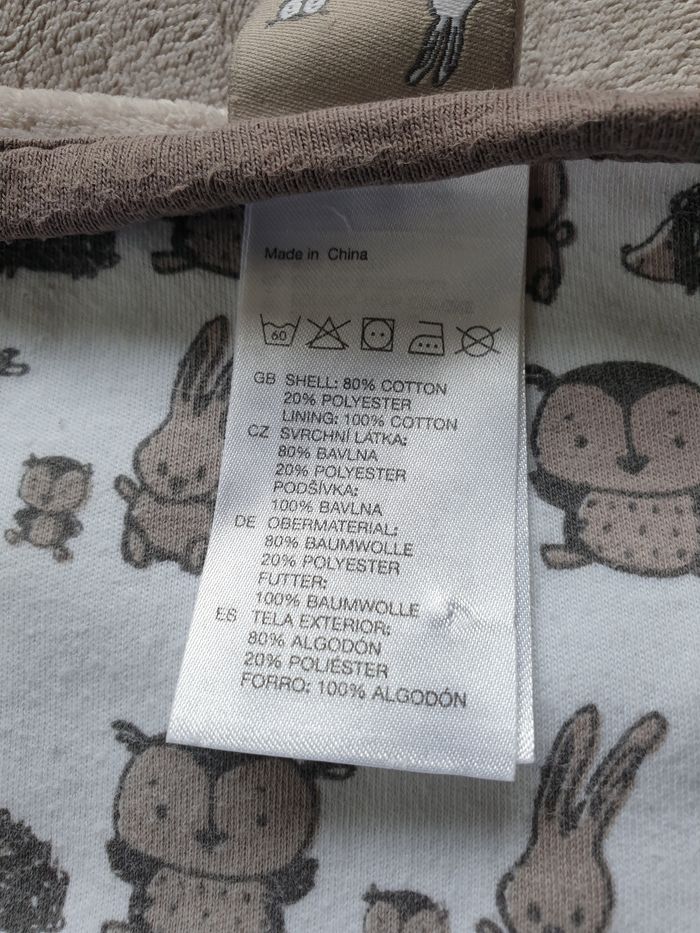 Made in China
60
GB SHELL: 80% COTTON
20% POLYESTER
LINING: 100% COTTON
CZ SVRCHNÍ LÁTKA:
80% BAVLNA
20% POLYESTER
PODŠÍVKA:
100% BAVLNA
DE OBERMATERIAL:
80% BAUMWOLLE
20% POLYESTER
FUTTER:
100% BAUMWOLLE
ES TELA EXTERIOR:
80% ALGODÓN
20% POLIÉSTER
FORRO: 100% ALGODÓN